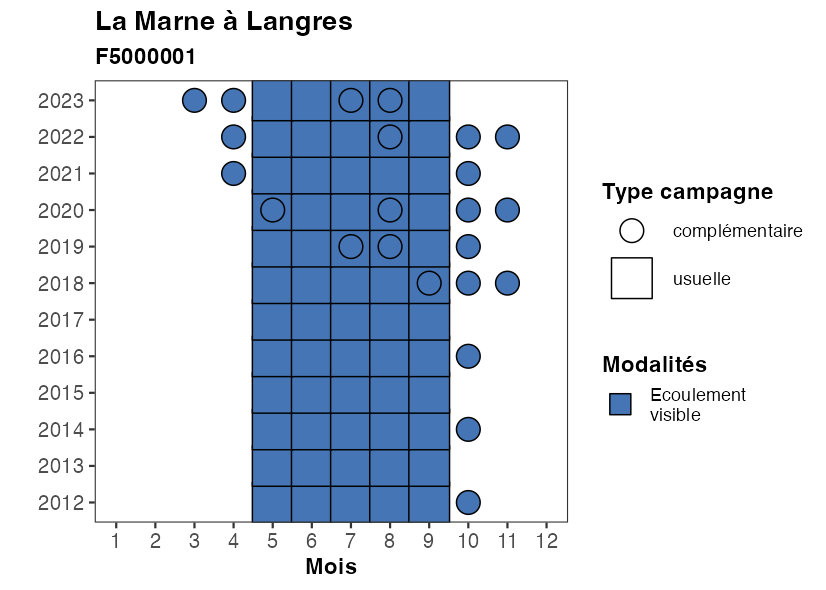 La Marne à Langres
F5000001
2023
2022
2021
2020
2019
2018
2017
2016
2015
2014
2013
2012
1 2 3 4 5 6 7 8 9 10 11 12
Mois
Type campagne
complémentaire
usuelle
Modalités
Ecoulement
visible